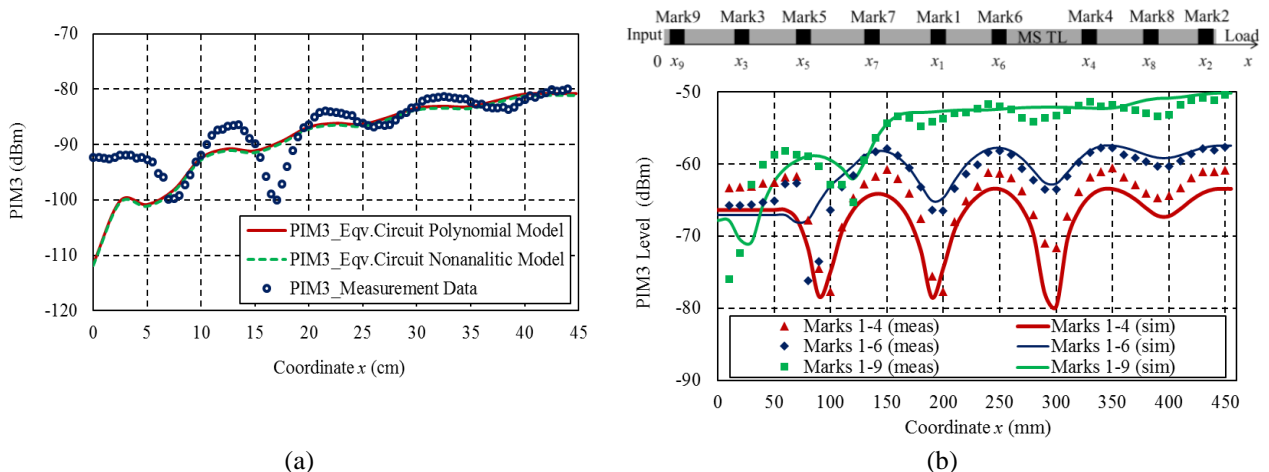 -70
-80
-90
-100
-110
-120
PIM3 (dBm)
0 5 10 15 20 25 30 35 40 45
Coordinate x (cm)
PIM3_Eqv.Circuit Polynomial Model
PIM3_Eqv.Circuit Nonanalitic Model
PIM3_Measurement Data
(a)
Mark9 Mark3 Mark5 Mark7 Mark1 Mark6 Mark4 Mark8 Mark2
Input MS TL Load
0 x9 x3 x5 x7 x1 x6 x4 x8 x2 x
-50
-60
-70
-80
-90
PIM3 Level (dBm)
Marks 1-4 (meas) Marks 1-4 (sim)
Marks 1-6 (meas) Marks 1-6 (sim)
Marks 1-9 (meas) Marks 1-9 (sim)
0 50 100 150 200 250 300 350 400 450
Coordinate x (mm)
(b)